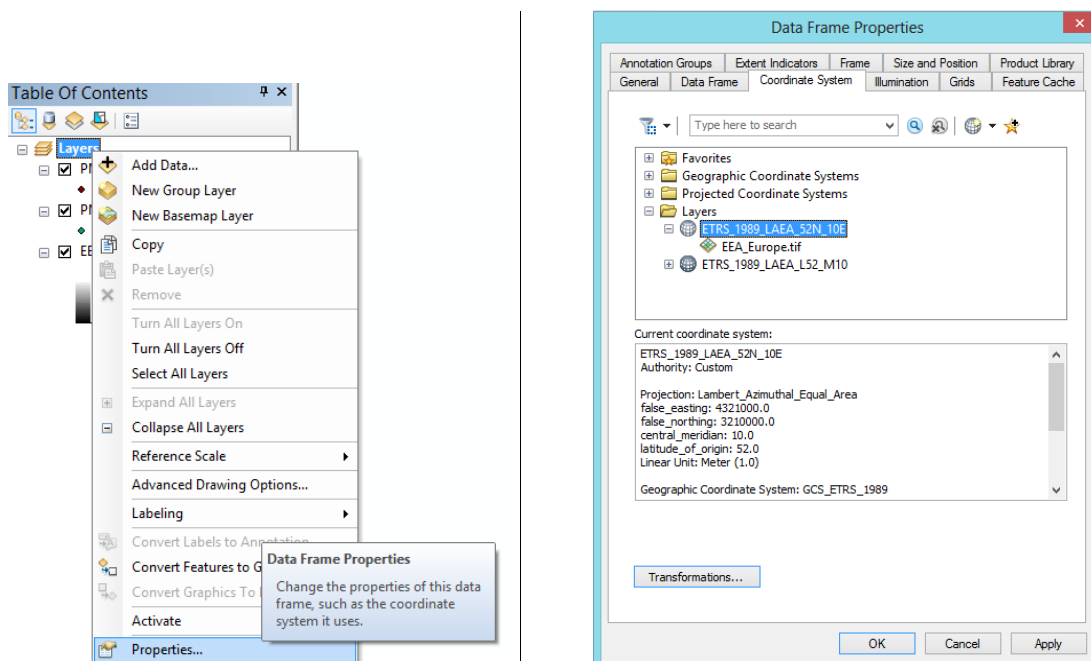 Table Of Contents
Layers
EE
Add Data...
New Group Layer
New Basemap Layer
Copy
Paste Layer(s)
Remove
Turn All Layers On
Turn All Layers Off
Select All Layers
Expand All Layers
Collapse All Layers
Reference Scale
Advanced Drawing Options...
Labeling
Convert Labels to Annotation
Convert Features to G
Convert Graphics To
Activate
Properties...
Data Frame Properties
Change the properties of this data
frame, such as the coordinate
system it uses.
Data Frame Properties
Annotation Groups Extent Indicators Frame Size and Position Product Library
General Data Frame Coordinate System Illumination Grids Feature Cache
Type here to search
Favorites
Geographic Coordinate Systems
Projected Coordinate Systems
Layers
ETRS_1989_LAEA_52N_10E
EEA_Europe.tif
ETRS_1989_LAEA_L52_M10
Current coordinate system:
ETRS_1989_LAEA_52N_10E
Authority: Custom
Projection: Lambert_Azimuthal_Equal_Area
false_easting: 4321000.0
false_northing: 3210000.0
central_meridian: 10.0
latitude_of_origin: 52.0
Linear Unit: Meter (1.0)
Geographic Coordinate System: GCS_ETRS_1989
Transformations...
OK Cancel Apply